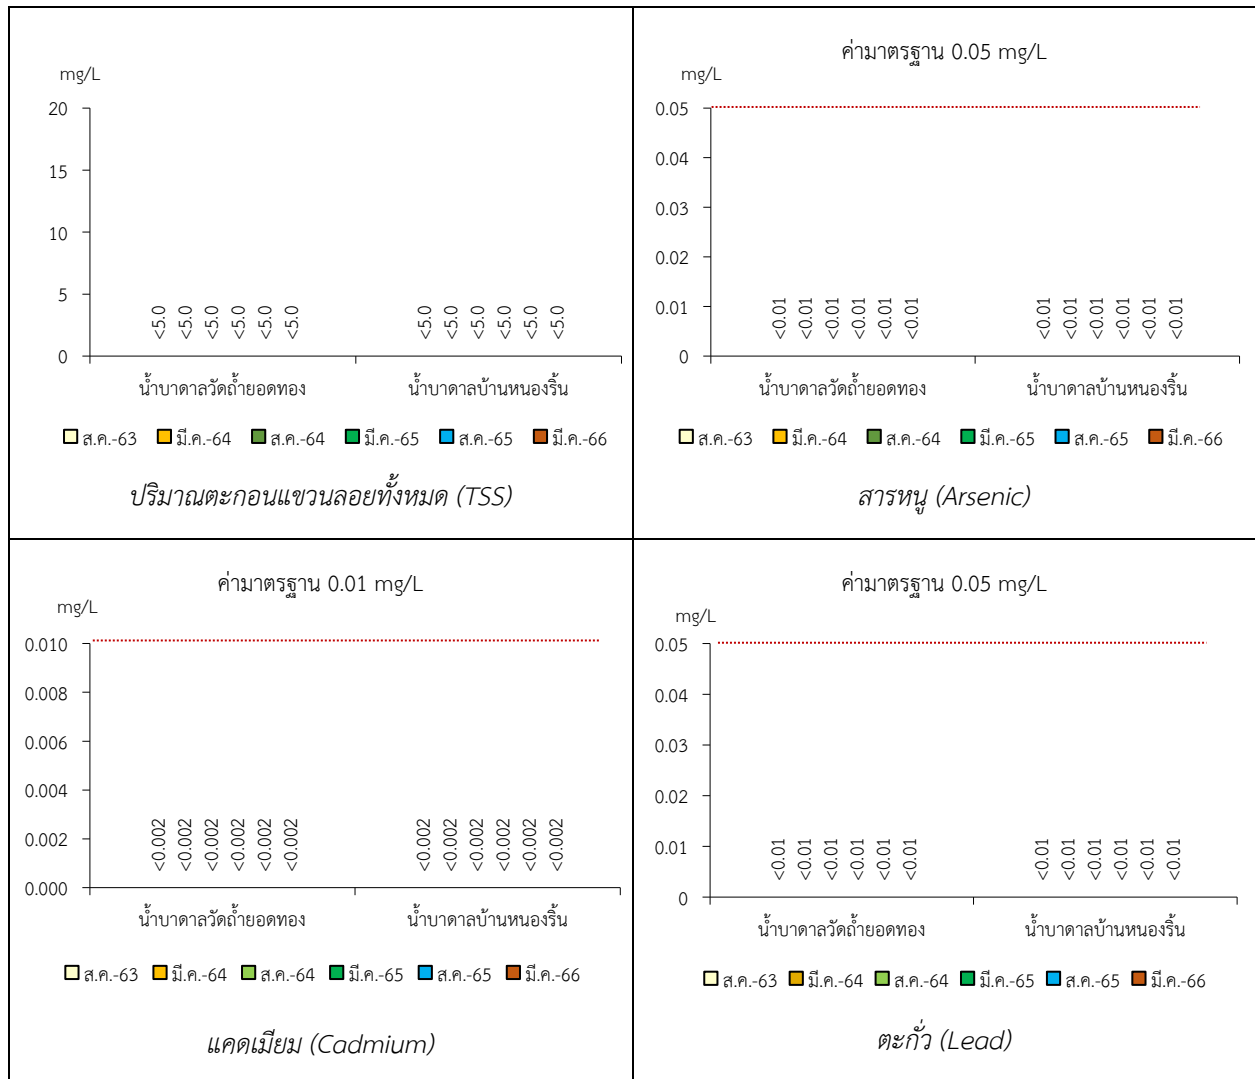 mg/L
20
15
10
5
0
<5.0 <5.0 <5.0 <5.0 <5.0 <5.0 <5.0 <5.0 <5.0 <5.0 <5.0 <5.0
น้ำบาดาลวัดถ้ำยอดทอง น้ำบาดาลบ้านหนองริ้น
ส.ค.-63 มี.ค.-64 ส.ค.-64 มี.ค.-65 ส.ค.-65 มี.ค.-66
ปริมาณตะกอนแขวนลอยทั้งหมด (TSS)
ค่ามาตรฐาน 0.05 mg/L
mg/L
0.05
0.04
0.03
0.02
0.01
0
<0.01 <0.01 <0.01 <0.01 <0.01 <0.01 <0.01 <0.01 <0.01 <0.01 <0.01 <0.01
น้ำบาดาลวัดถ้ำยอดทอง น้ำบาดาลบ้านหนองริ้น
ส.ค.-63 มี.ค.-64 ส.ค.-64 มี.ค.-65 ส.ค.-65 มี.ค.-66
สารหนู (Arsenic)
ค่ามาตรฐาน 0.01 mg/L
mg/L
0.010
0.008
0.006
0.004
0.002
0.000
<0.002 <0.002 <0.002 <0.002 <0.002 <0.002 <0.002 <0.002 <0.002 <0.002 <0.002 <0.002
น้ำบาดาลวัดถ้ำยอดทอง น้ำบาดาลบ้านหนองริ้น
ส.ค.-63 มี.ค.-64 ส.ค.-64 มี.ค.-65 ส.ค.-65 มี.ค.-66
แคดเมียม (Cadmium)
ค่ามาตรฐาน 0.05 mg/L
mg/L
0.05
0.04
0.03
0.02
0.01
0
<0.01 <0.01 <0.01 <0.01 <0.01 <0.01 <0.01 <0.01 <0.01 <0.01 <0.01 <0.01
น้ำบาดาลวัดถ้ำยอดทอง น้ำบาดาลบ้านหนองริ้น
ส.ค.-63 มี.ค.-64 ส.ค.-64 มี.ค.-65 ส.ค.-65 มี.ค.-66
ตะกั่ว (Lead)